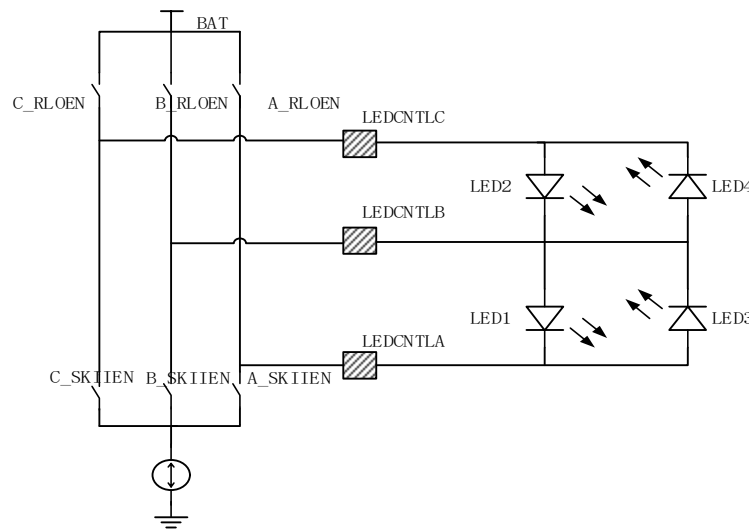 BAT
C_RLOEN
B_RLOEN
A_RLOEN
LEDCNTLC
LED2
LED4
LEDCNTLB
LED1
LED3
LEDCNTLA
C_SKIIEN
B_SKIIEN
A_SKIIEN